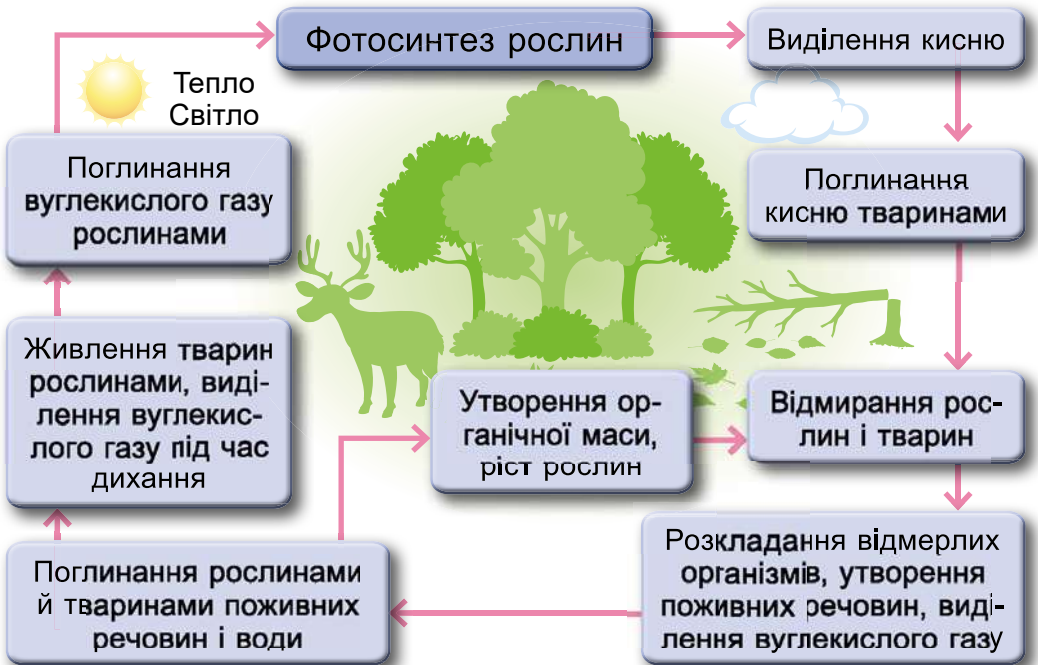 Фотосинтез рослин
Виділення кисню
Тепло
Світло
Поглинання
вуглекислого газу
рослинами
Поглинання
кисню тваринами
Живлення тварин
рослинами, виді-
лення вуглекис-
лого газу під час
дихання
Утворення ор-
ганічної маси,
ріст рослин
Відмирання рос-
лин і тварин
Поглинання рослинами
й тваринами поживних
речовин і води
Розкладання відмерлих
організмів, утворення
поживних речовин, виді-
лення вуглекислого газу